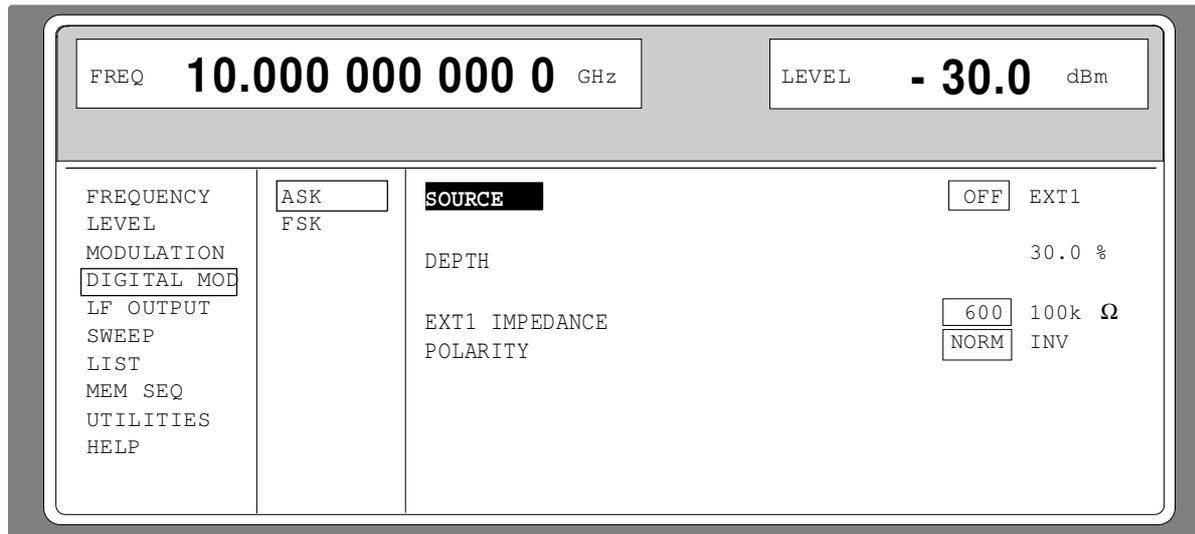 FREQ 10.000 000 000 0 GHz LEVEL - 30.0 dBm
FREQUENCY ASK SOURCE OFF EXT1
LEVEL FSK
MODULATION DEPTH 30.0 %
DIGITAL MOD
LF OUTPUT EXT1 IMPEDANCE 600 100k Ω
SWEEP POLARITY NORM INV
LIST
MEM SEQ
UTILITIES
HELP